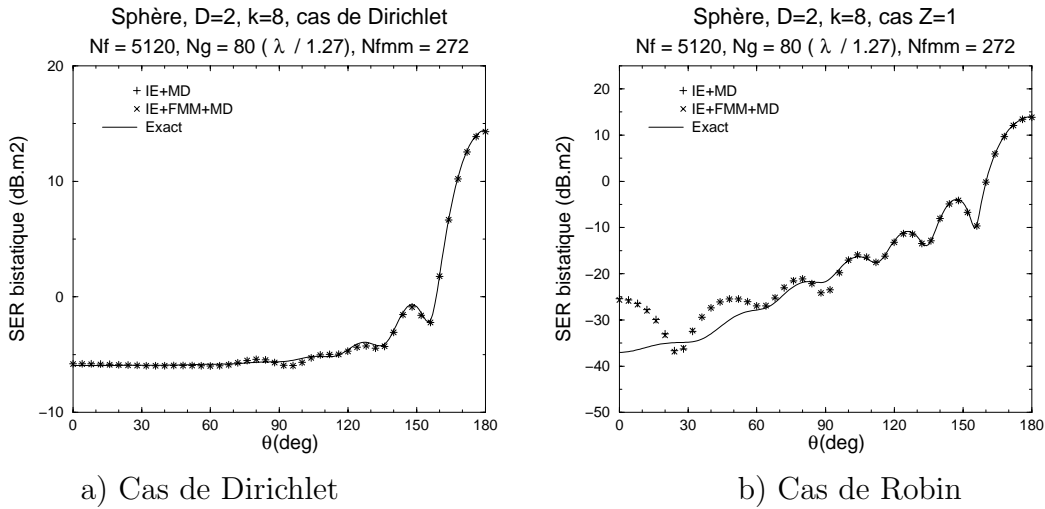 Sphère, D=2, k=8, cas de Dirichlet
Nf = 5120, Ng = 80 ( λ / 1.27), Nfmm = 272
20
10
0
−10
SER bistatique (dB.m2)
IE+MD
IE+FMM+MD
Exact
0
30
60
90
120
150
180
θ(deg)
a) Cas de Dirichlet
Sphère, D=2, k=8, cas Z=1
Nf = 5120, Ng = 80 ( λ / 1.27), Nfmm = 272
20
10
0
−10
−20
−30
−40
−50
SER bistatique (dB.m2)
IE+MD
IE+FMM+MD
Exact
0
30
60
90
120
150
180
θ(deg)
b) Cas de Robin